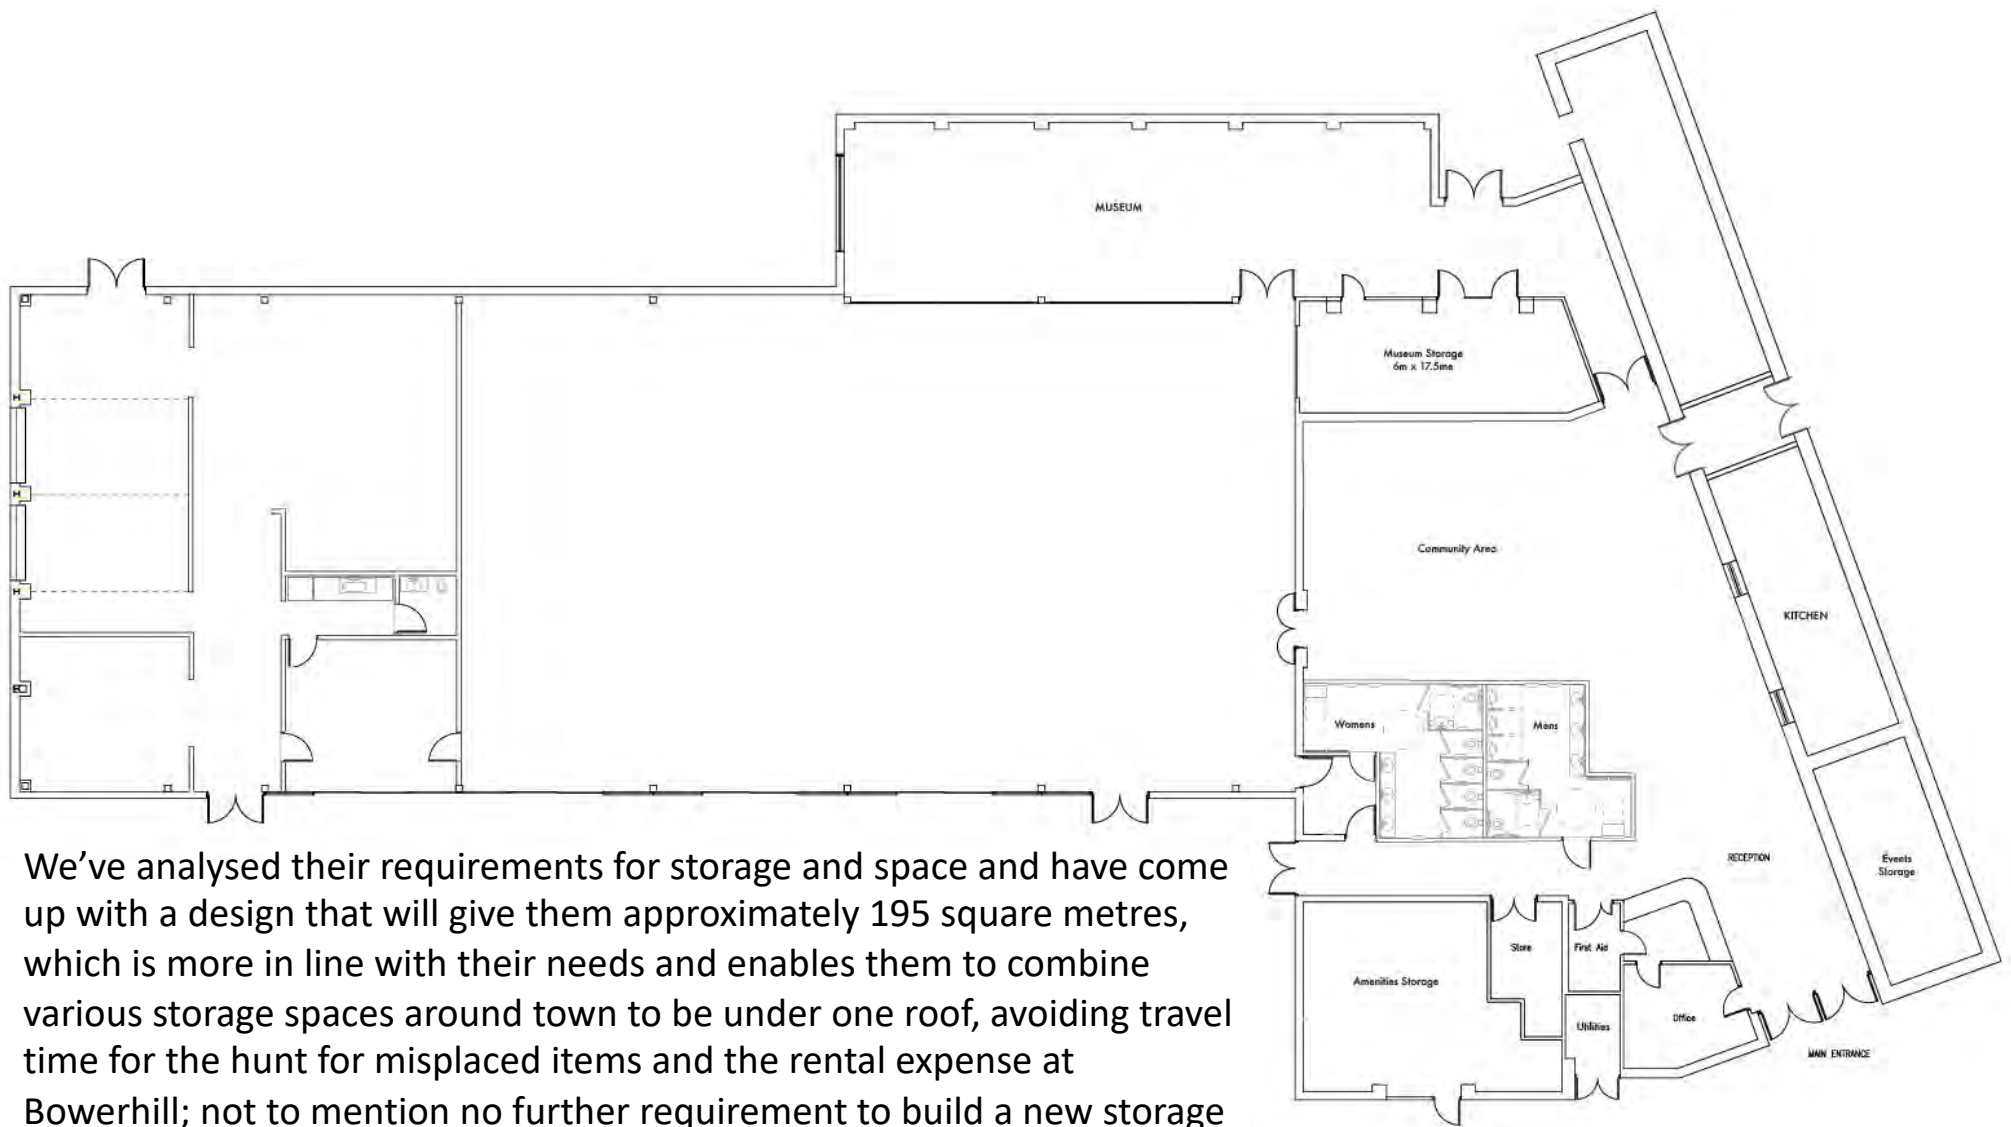 MUSEUM
Museum Storage
6m x 17.5me
Community Area
KITCHEN
Womens
Mens
RECEPTION
Events
Storage
Store
First Aid
Amenities Storage
Utilities
Office
MAIN ENTRANCE
We’ve analysed their requirements for storage and space and have come
up with a design that will give them approximately 195 square metres,
which is more in line with their needs and enables them to combine
various storage spaces around town to be under one roof, avoiding travel
time for the hunt for misplaced items and the rental expense at
Bowerhill; not to mention no further requirement to build a new storage